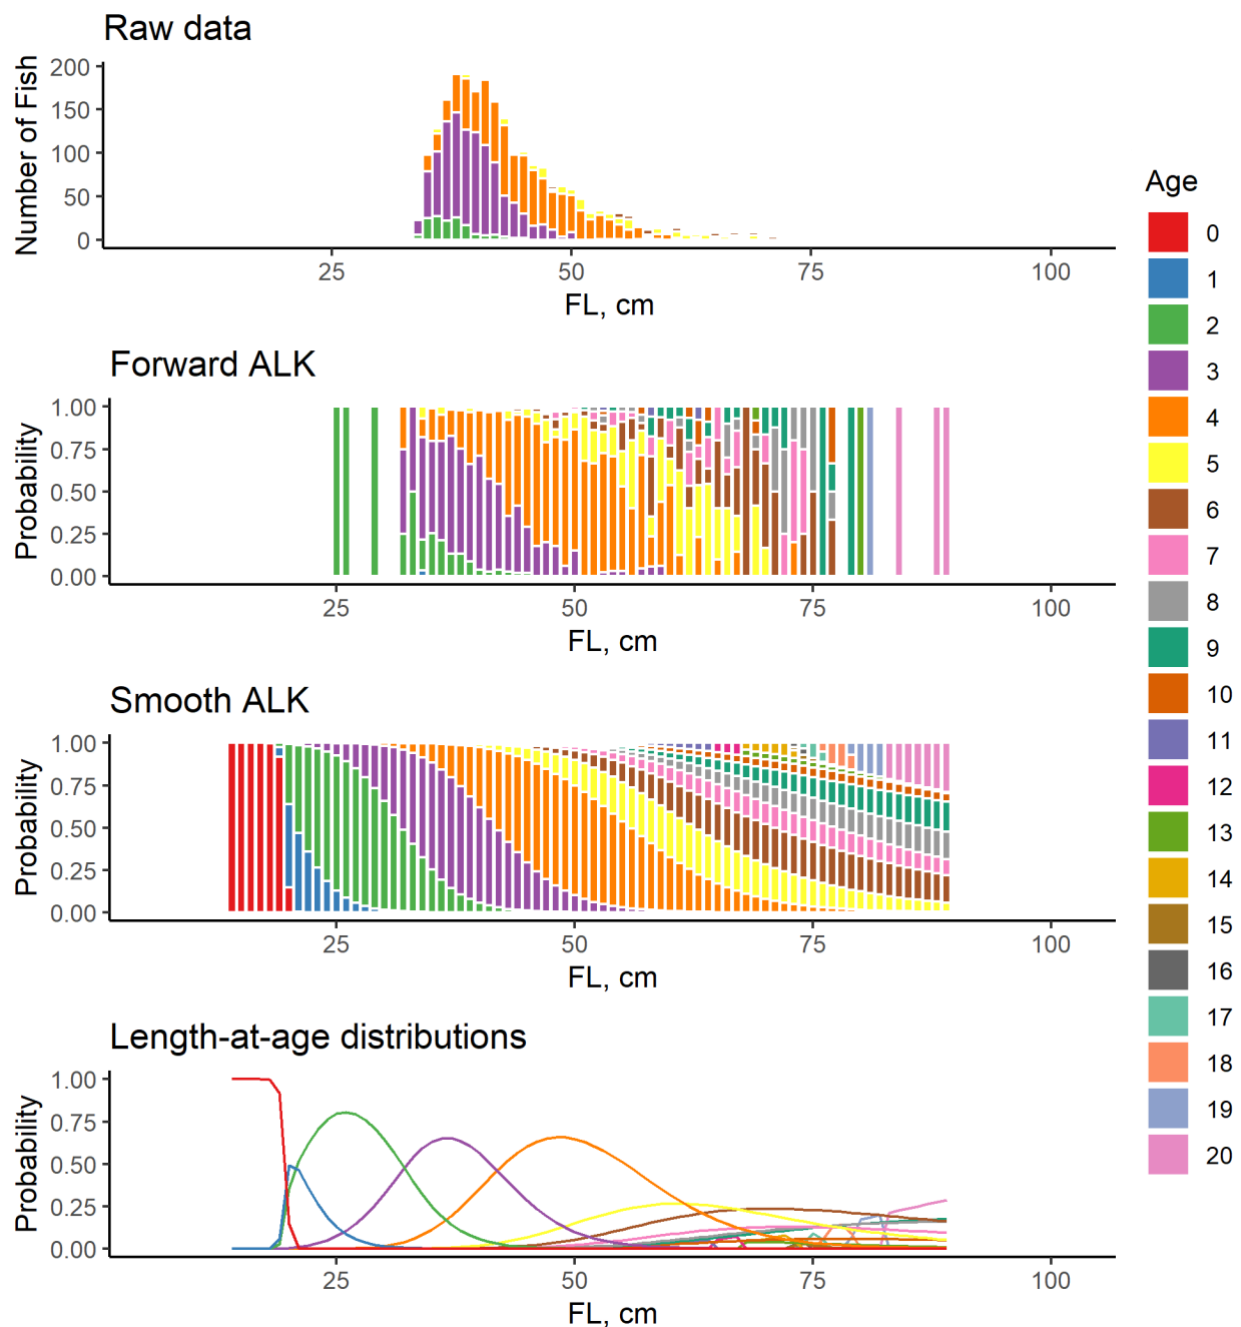 Raw data
Number of Fish
200
150
100
50
0
25 50 75 100
FL, cm
Forward ALK
Probability
1.00
0.75
0.50
0.25
0.00
25 50 75 100
FL, cm
Smooth ALK
Probability
1.00
0.75
0.50
0.25
0.00
25 50 75 100
FL, cm
Length-at-age distributions
Probability
1.00
0.75
0.50
0.25
0.00
25 50 75 100
FL, cm
Age
0
1
2
3
4
5
6
7
8
9
10
11
12
13
14
15
16
17
18
19
20